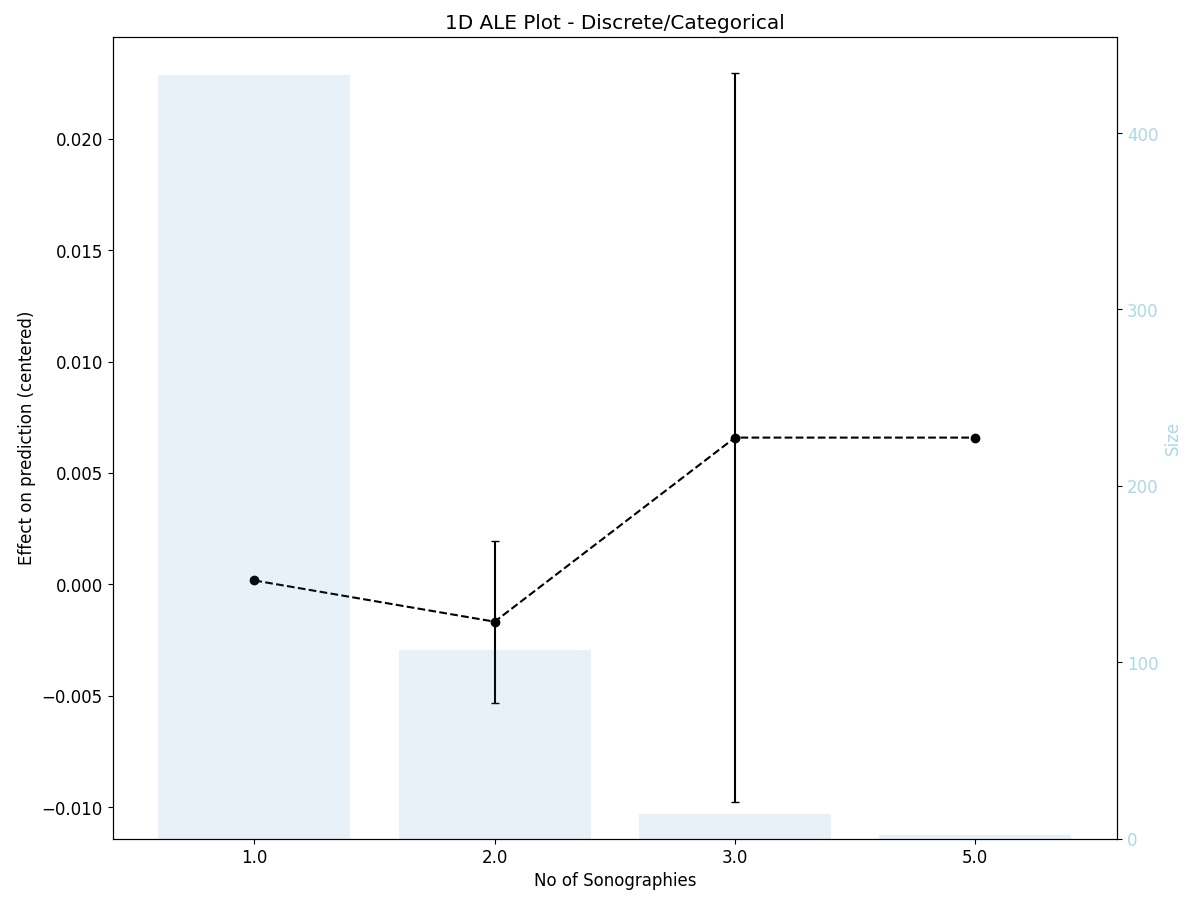 1D ALE Plot - Discrete/Categorical
0.020
0.015
0.010
0.005
0.000
−0.005
−0.010
Effect on prediction (centered)
400
300
200
100
0
Size
1.0 2.0 3.0 5.0
No of Sonographies